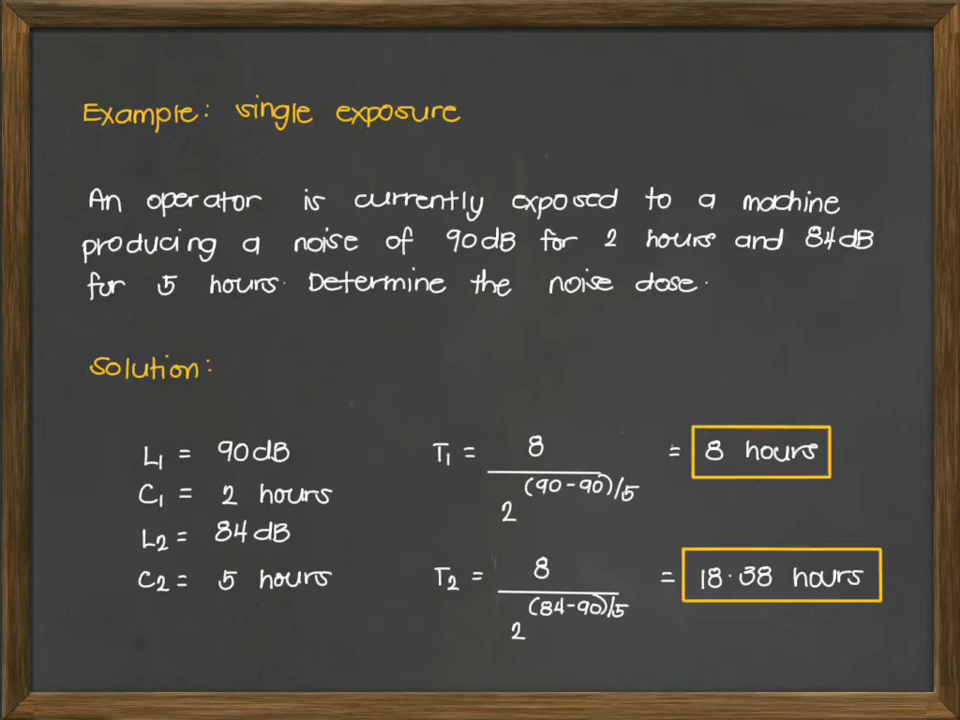 Example: single exposure
An operator is currently exposed to a machine
producing a noise of 90dB for 2 hours and 84dB
for 5 hours. Determine the noise dose.
Solution:
L1 = 90dB
C1 = 2 hours
L2 = 84dB
C2 = 5 hours
T1 = 8 / 2^(90-90)/5 = 8 hours
T2 = 8 / 2^(84-90)/5 = 18.38 hours